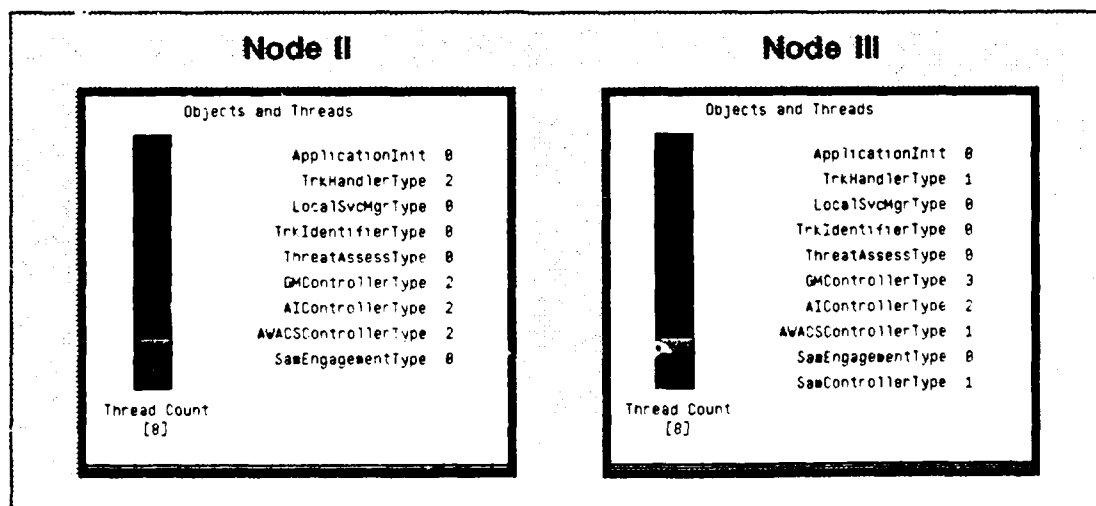 Node II
Objects and Threads
ApplicationInit 0
TrkHandlerType 2
LocalSvcMgrType 0
TrkIdentifierType 0
ThreatAssessType 0
GMControllerType 2
AIControllerType 2
AWACSControllerType 2
SamEngagementType 0
Thread Count
[8]
Node III
Objects and Threads
ApplicationInit 0
TrkHandlerType 1
LocalSvcMgrType 0
TrkIdentifierType 0
ThreatAssessType 0
GMControllerType 3
AIControllerType 2
AWACSControllerType 1
SamEngagementType 0
SamControllerType 1
Thread Count
[8]